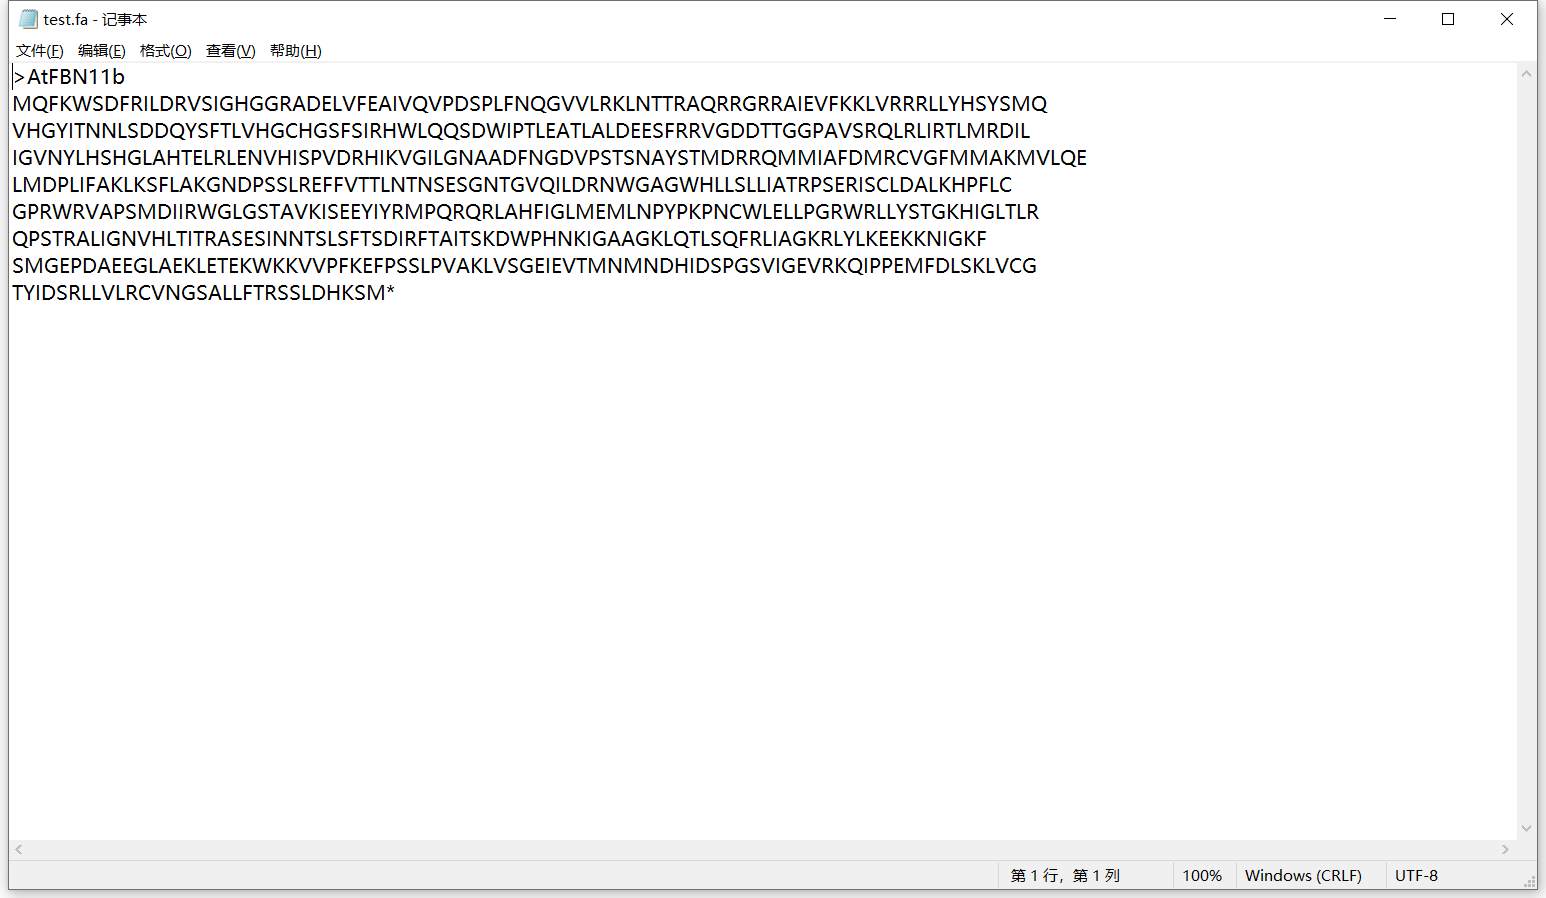 test.fa - 记事本
文件(F) 编辑(E) 格式(O) 查看(V) 帮助(H)
>AtFBN11b
MQFKWSDFRILDRVSIGHGGRADELVFEAIVQVPDSPLFNQGVVLRKLNTTRAQRRGRRAIEVFKKLVRRRLLYHSYSMQ
VHGYITNNLSDDQYSFTLVHGCHGSFSIRHWLQQSDWIPTLEATLALDEESFRRVGDDTTGGPAVSRQLRLIRTLMRDIL
IGVNYLHSHGLAHTELRLENVHISPVDRHIKVGILGNAADFNGDVPSTSNAYSTMDRRQMMIAFDMRCVGFMMAKMVLQE
LMDPLIFAKLKSFLAKGNDPSSLREFFVTTLNTNSESGNTGVQILDRNWGAGWHLLSLLIATRPSERISCLDALKHPFLC
GPRWRVAPSMDIIRWGLGSTAVKISEEYIYRMPQRQRLAHFIGLMEMLNPYPKPNCWLELLPGRWRLLYSTGKHIGLTLR
QPSTRALIGNVHLTITRASESINNTSLSFTSDIRFTAITSKDWPHNKIGAAGKLQTLSQFRLIAGKRLYLKEEKKNIGKF
SMGEPDAEEGLAEKLETEKWKKVVPFKEFPSSLPVAKLVSGEIEVTMNMNDHIDSPGSVIGEVRKQIPPEMFDLSKLVCG
TYIDSRLLVLRCVNGSALLFTRSSLDHKSM*
第 1 行，第 1 列 100% Windows (CRLF) UTF-8